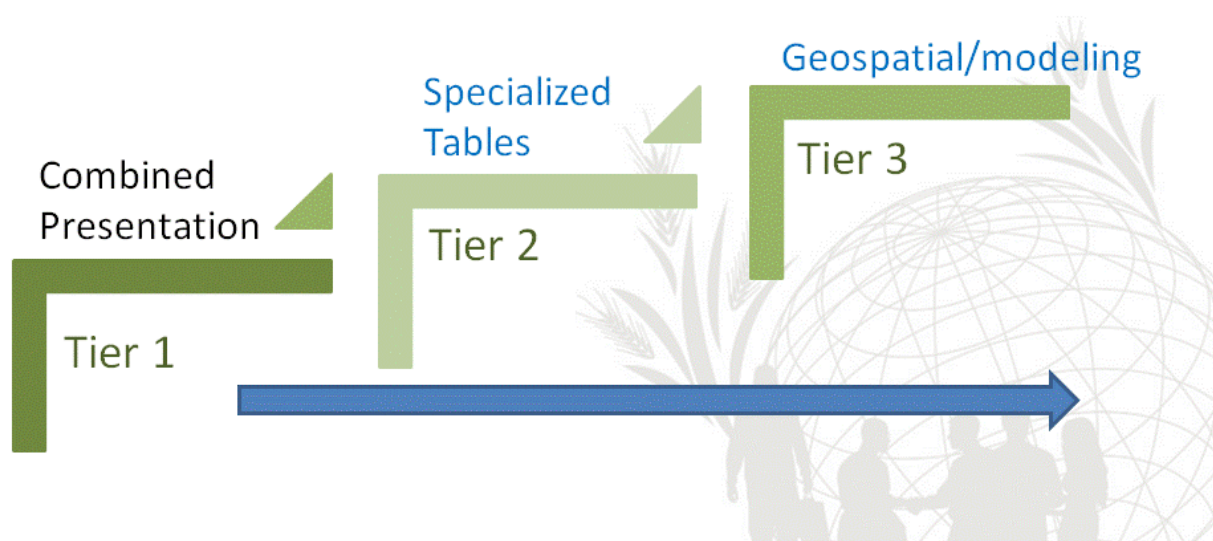 Combined
Presentation
Tier 1
Specialized
Tables
Tier 2
Geospatial/modeling
Tier 3